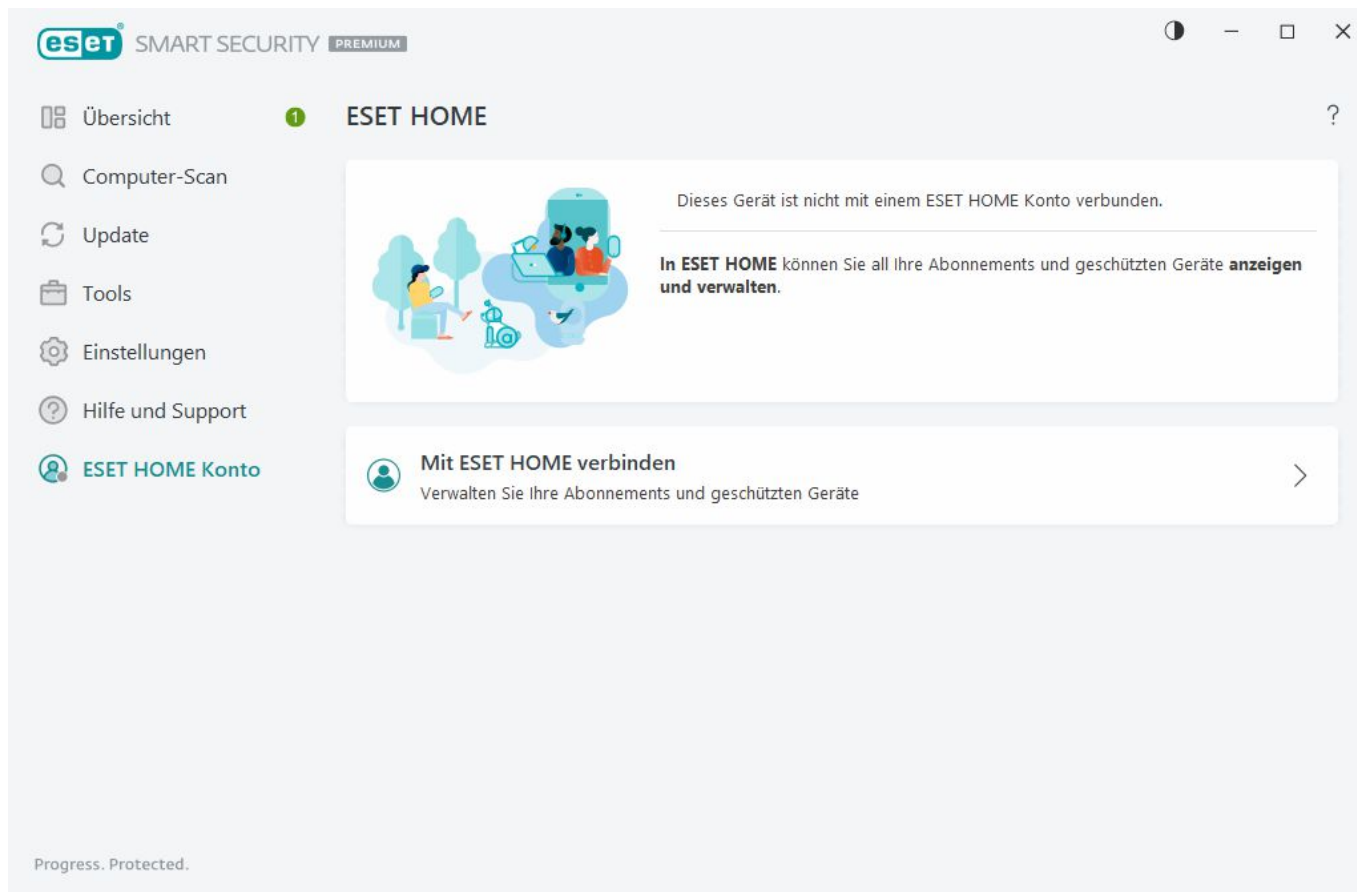 eset® SMART SECURITY PREMIUM
Übersicht 1
Computer-Scan
Update
Tools
Einstellungen
Hilfe und Support
ESET HOME Konto
ESET HOME ?
Dieses Gerät ist nicht mit einem ESET HOME Konto verbunden.
In ESET HOME können Sie all Ihre Abonnements und geschützten Geräte anzeigen
und verwalten.
Mit ESET HOME verbinden
Verwalten Sie Ihre Abonnements und geschützten Geräte
Progress. Protected.